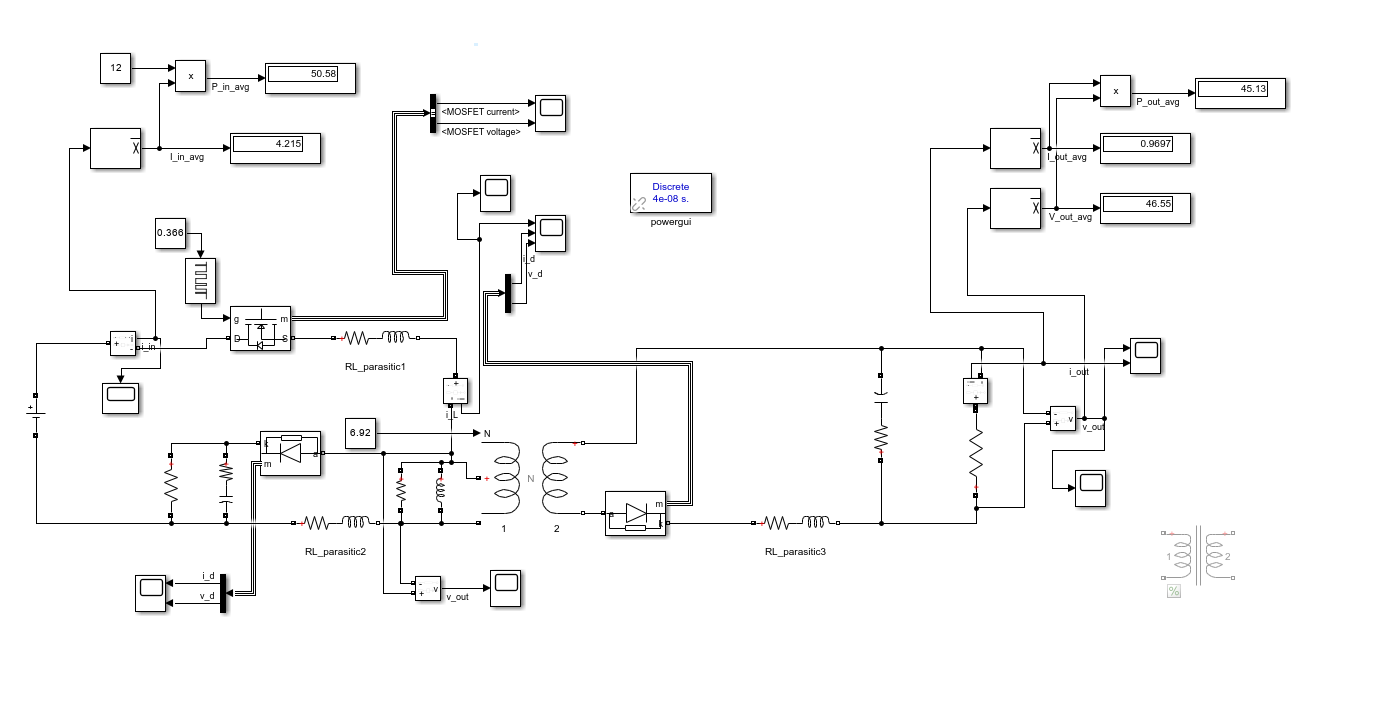 12
x
P_in_avg
50.58
x
I_in_avg
4.215
<MOSFET current>
<MOSFET voltage>
x
P_out_avg
45.13
x
I_out_avg
0.9697
x
V_out_avg
46.55
Discrete
4e-08 s.
powergui
0.366
i_d
v_d
g
m
D
S
+
i
-
i_in
RL_parasitic1
+
i_L
+
i_out
-
+
v
v_out
6.92
N
k
m
a
+
N
+
1
2
a
m
k
RL_parasitic2
RL_parasitic3
i_d
v_d
-
+
v
v_out
1
2
%